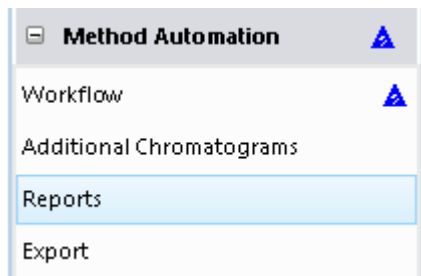 Method Automation
Workflow
Additional Chromatograms
Reports
Export